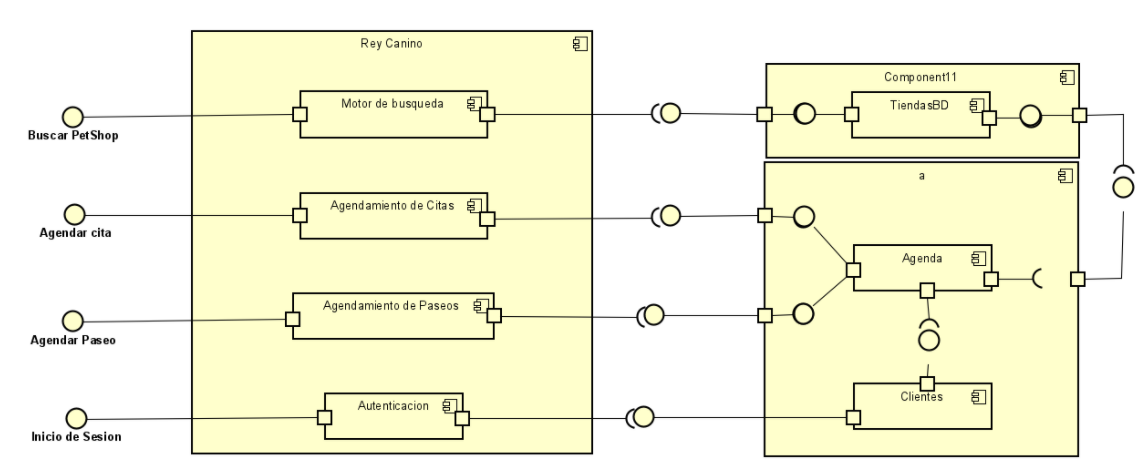 Rey Canino
Motor de busqueda
Buscar PetShop
Agendamiento de Citas
Agendar cita
Agendamiento de Paseos
Agendar Paseo
Autenticacion
Inicio de Sesion
Component11
TiendasBD
a
Agenda
Clientes